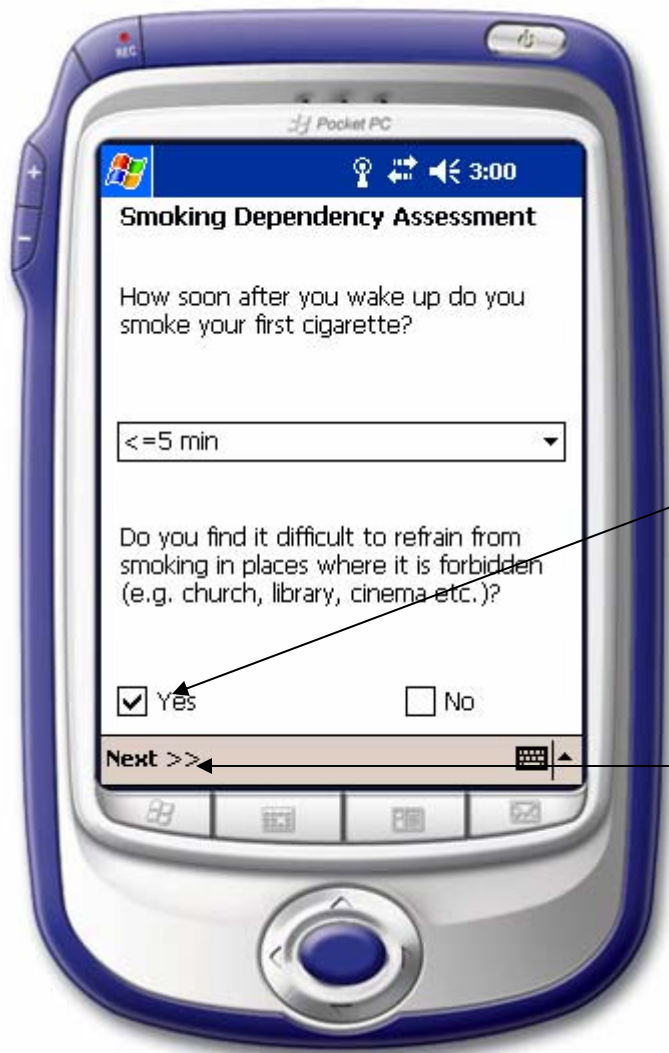 REC
Pocket PC
3:00
Smoking Dependency Assessment
How soon after you wake up do you
smoke your first cigarette?
<=5 min
Do you find it difficult to refrain from
smoking in places where it is forbidden
(e.g. church, library, cinema etc.)?
Yes No
Next >>